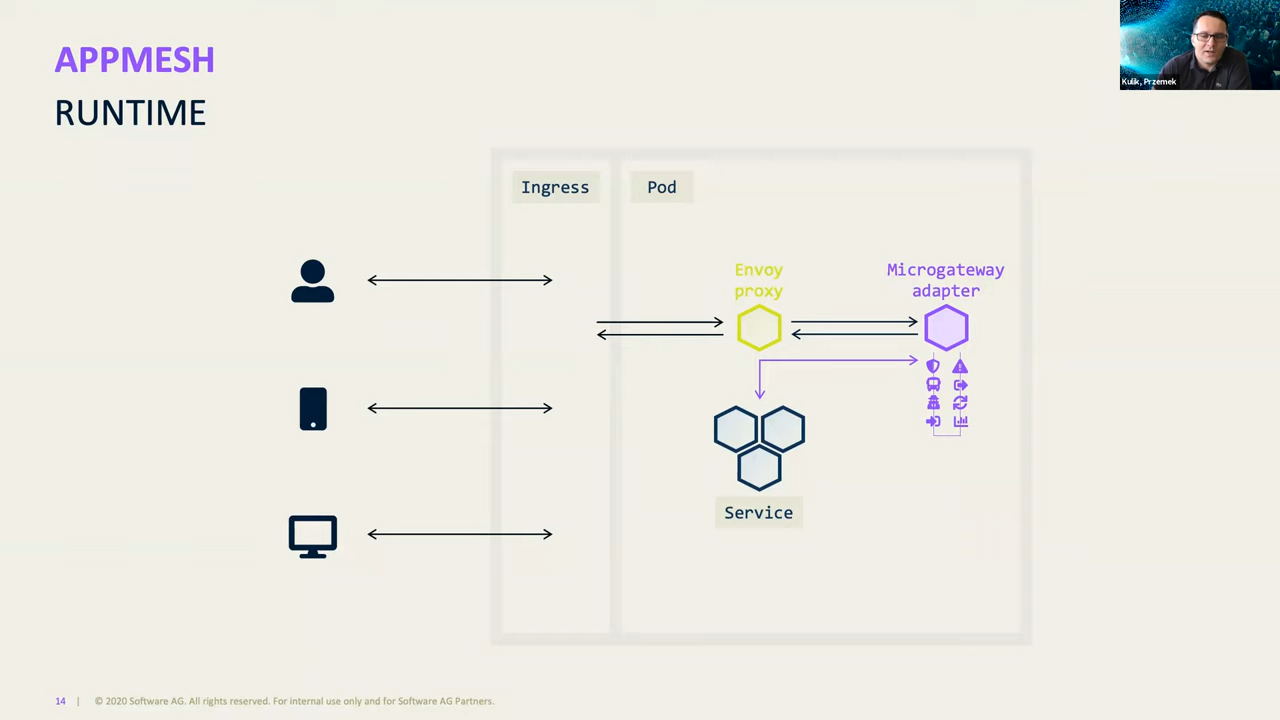 APPMESH
RUNTIME
Kulik, Przemek
Ingress
Pod
Envoy
proxy
Microgateway
adapter
Service
14 | © 2020 Software AG. All rights reserved. For internal use only and for Software AG Partners.